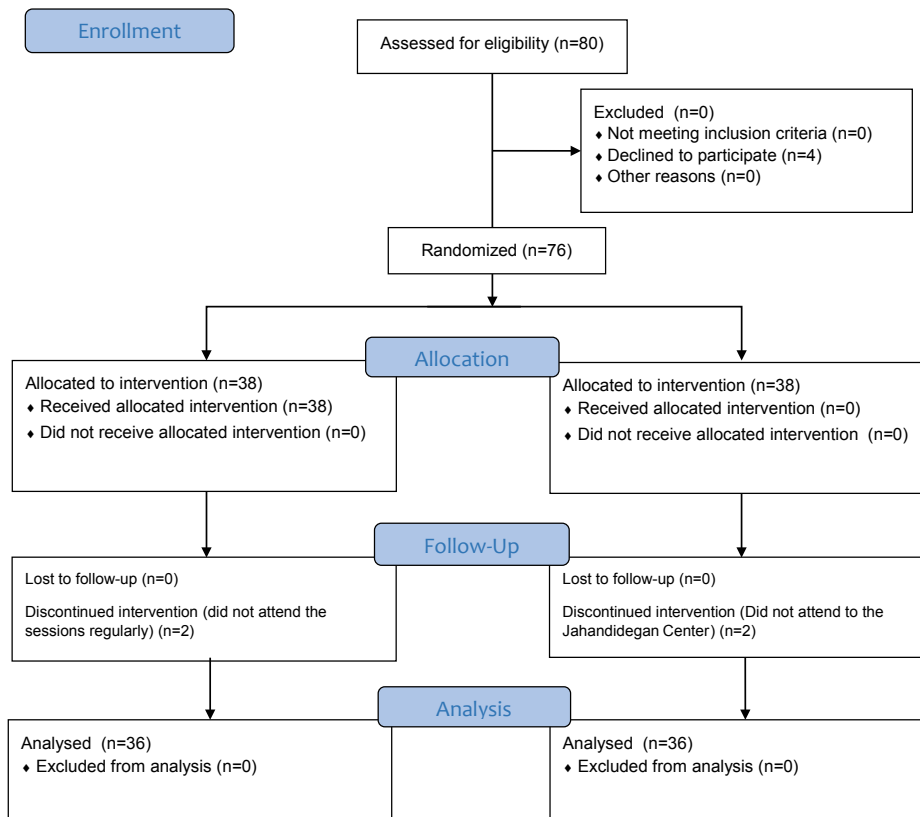 Enrollment
Assessed for eligibility (n=80)
Excluded (n=0)
♦ Not meeting inclusion criteria (n=0)
♦ Declined to participate (n=4)
♦ Other reasons (n=0)
Randomized (n=76)
Allocation
Allocated to intervention (n=38)
♦ Received allocated intervention (n=38)
♦ Did not receive allocated intervention (n=0)
Allocated to intervention (n=38)
♦ Received allocated intervention (n=0)
♦ Did not receive allocated intervention (n=0)
Follow-Up
Lost to follow-up (n=0)
Discontinued intervention (did not attend the
sessions regularly) (n=2)
Lost to follow-up (n=0)
Discontinued intervention (Did not attend to the
Jahandidegan Center) (n=2)
Analysis
Analysed (n=36)
♦ Excluded from analysis (n=0)
Analysed (n=36)
♦ Excluded from analysis (n=0)